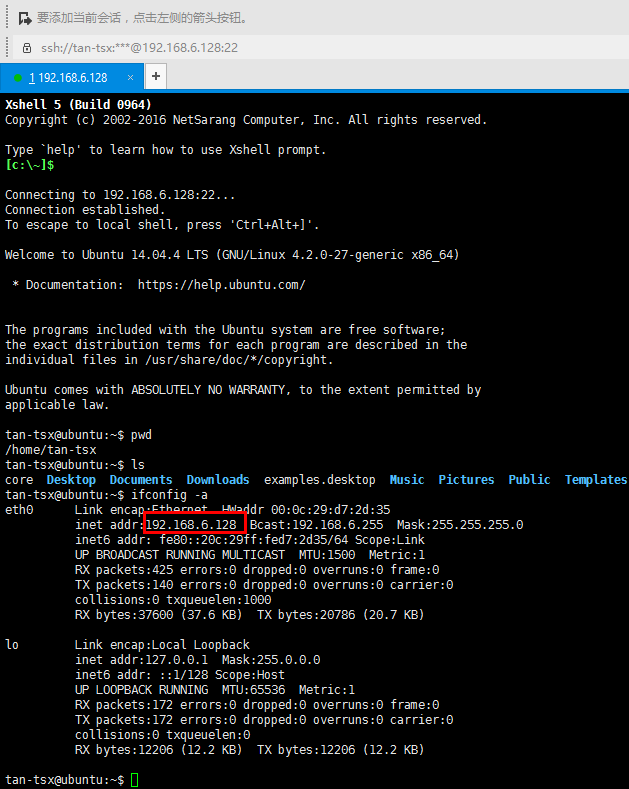 要添加当前会话，点击左侧的箭头按钮。
ssh://tan-tsx:***@192.168.6.128:22
1 192.168.6.128 × +
Xshell 5 (Build 0964)
Copyright (c) 2002-2016 NetSarang Computer, Inc. All rights reserved.
Type `help' to learn how to use Xshell prompt.
[c:\~]$
Connecting to 192.168.6.128:22...
Connection established.
To escape to local shell, press 'Ctrl+Alt+]'.
Welcome to Ubuntu 14.04.4 LTS (GNU/Linux 4.2.0-27-generic x86_64)
* Documentation:  https://help.ubuntu.com/
The programs included with the Ubuntu system are free software;
the exact distribution terms for each program are described in the
individual files in /usr/share/doc/*/copyright.
Ubuntu comes with ABSOLUTELY NO WARRANTY, to the extent permitted by
applicable law.
tan-tsx@ubuntu:~$ pwd
/home/tan-tsx
tan-tsx@ubuntu:~$ ls
core  Desktop  Documents  Downloads  examples.desktop  Music  Pictures  Public  Templates
tan-tsx@ubuntu:~$ ifconfig -a
eth0      Link encap:Ethernet  HWaddr 00:0c:29:d7:2d:35
          inet addr:192.168.6.128  Bcast:192.168.6.255  Mask:255.255.255.0
          inet6 addr: fe80::20c:29ff:fed7:2d35/64 Scope:Link
          UP BROADCAST RUNNING MULTICAST  MTU:1500  Metric:1
          RX packets:425 errors:0 dropped:0 overruns:0 frame:0
          TX packets:140 errors:0 dropped:0 overruns:0 carrier:0
          collisions:0 txqueuelen:1000
          RX bytes:37600 (37.6 KB)  TX bytes:20786 (20.7 KB)
lo        Link encap:Local Loopback
          inet addr:127.0.0.1  Mask:255.0.0.0
          inet6 addr: ::1/128 Scope:Host
          UP LOOPBACK RUNNING  MTU:65536  Metric:1
          RX packets:172 errors:0 dropped:0 overruns:0 frame:0
          TX packets:172 errors:0 dropped:0 overruns:0 carrier:0
          collisions:0 txqueuelen:0
          RX bytes:12206 (12.2 KB)  TX bytes:12206 (12.2 KB)
tan-tsx@ubuntu:~$